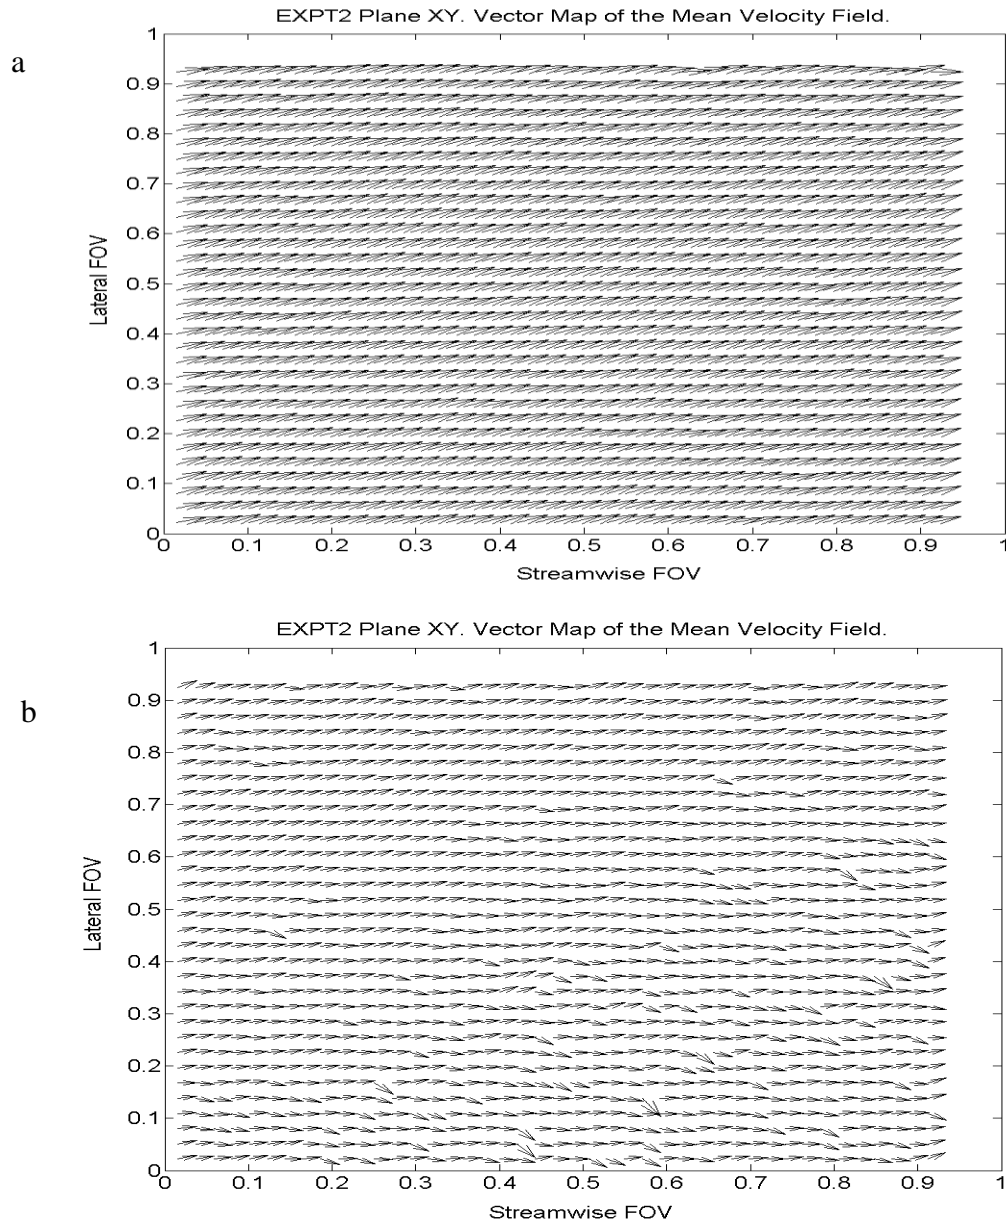 EXPT2 Plane XY. Vector Map of the Mean Velocity Field.
a
1
0.9
0.8
0.7
0.6
0.5
0.4
0.3
0.2
0.1
0
Lateral FOV
0 0.1 0.2 0.3 0.4 0.5 0.6 0.7 0.8 0.9 1
Streamwise FOV
EXPT2 Plane XY. Vector Map of the Mean Velocity Field.
b
1
0.9
0.8
0.7
0.6
0.5
0.4
0.3
0.2
0.1
0
Lateral FOV
0 0.1 0.2 0.3 0.4 0.5 0.6 0.7 0.8 0.9 1
Streamwise FOV